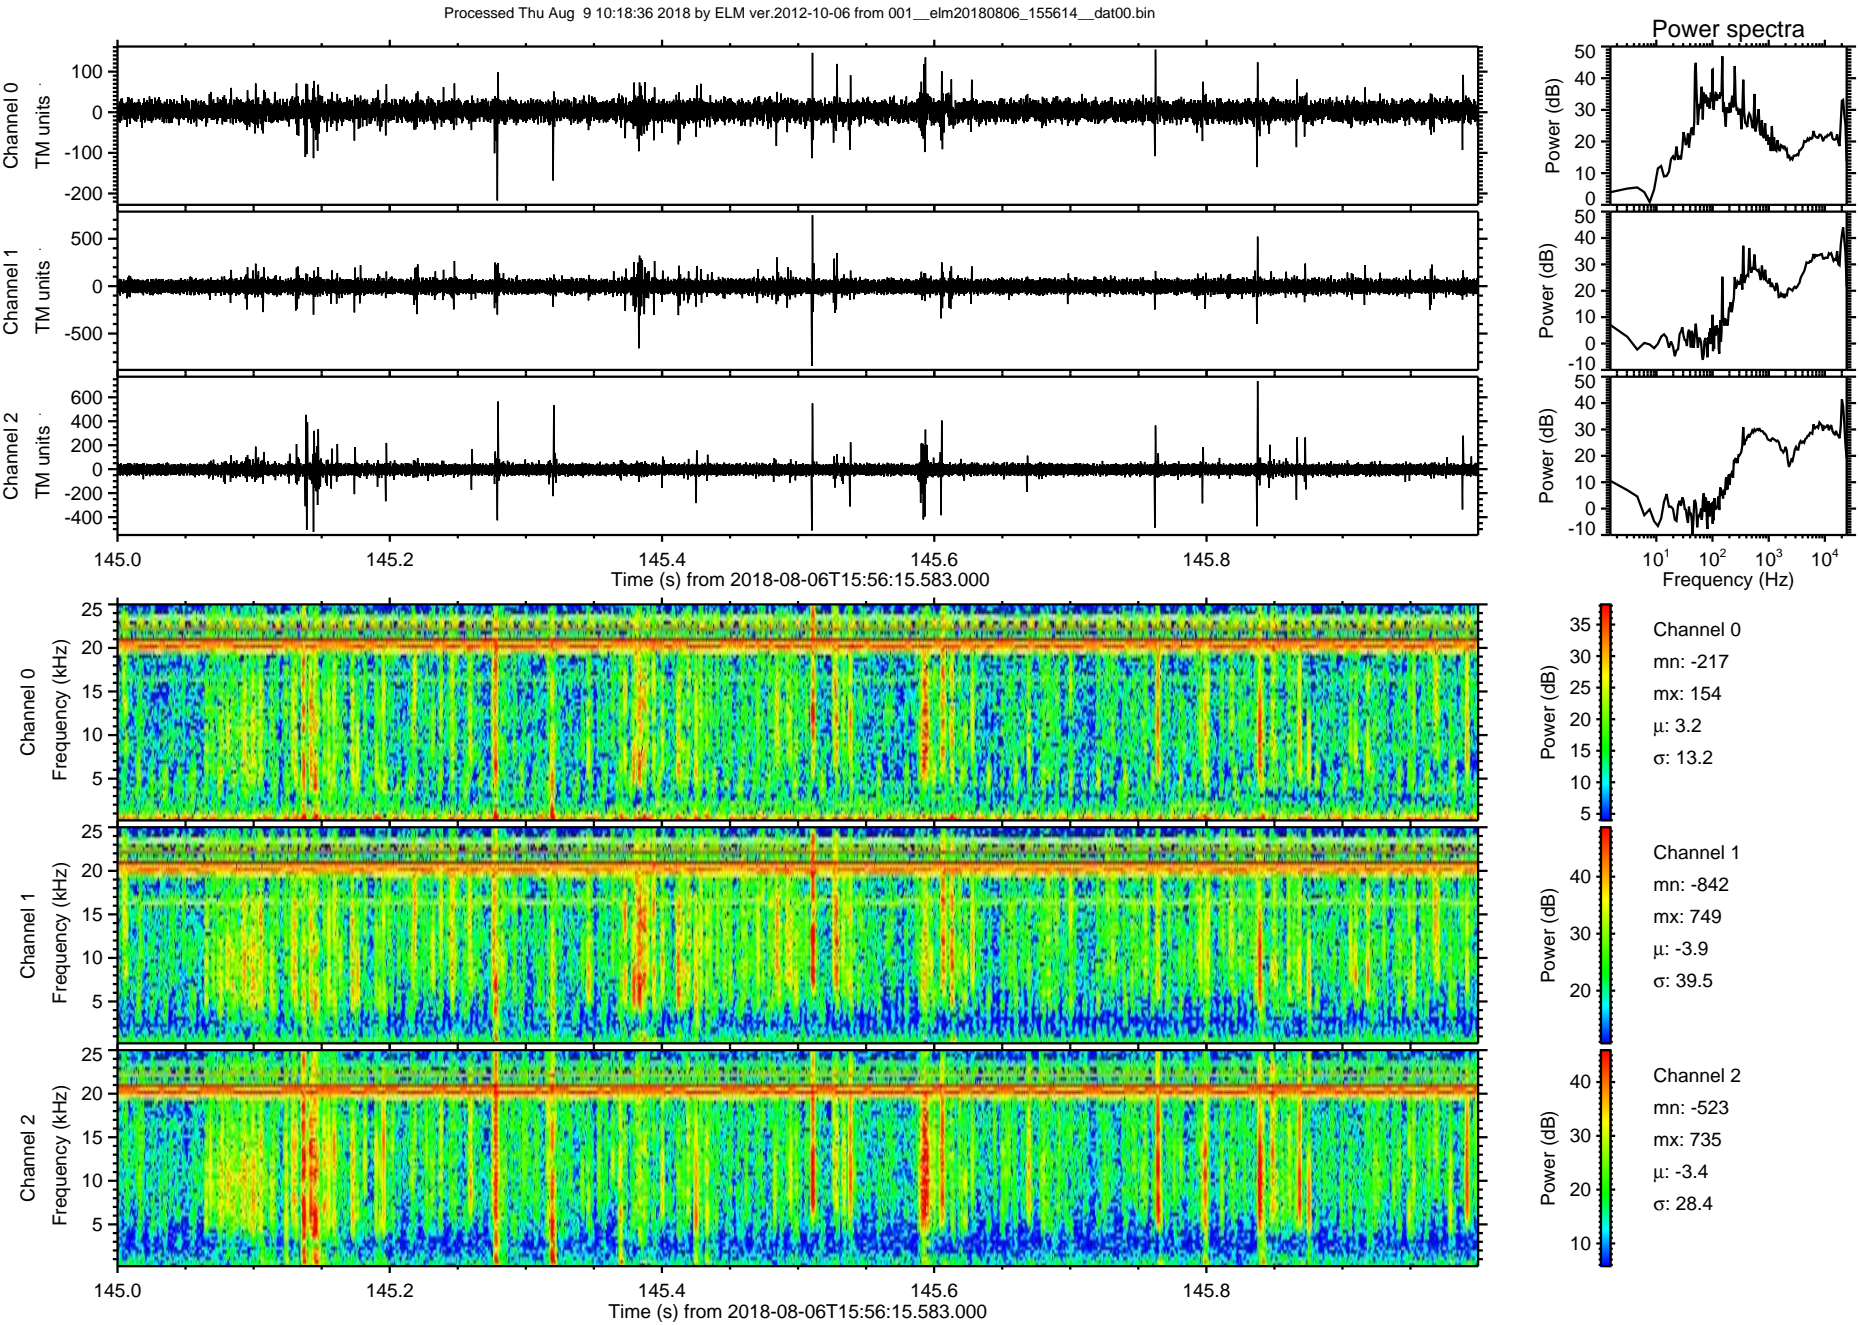 Processed Thu Aug  9 10:18:36 2018 by ELM ver.2012-10-06 from 001__elm20180806_155614__dat00.bin
Power spectra
Channel 0
TM units
100
0
-100
-200
Power (dB)
50
40
30
20
10
0
Channel 1
TM units
500
0
-500
Power (dB)
50
40
30
20
10
0
-10
Channel 2
TM units
600
400
200
0
-200
-400
Power (dB)
50
40
30
20
10
0
-10
145.0 145.2 145.4 145.6 145.8
Time (s) from 2018-08-06T15:56:15.583.000
10¹ 10² 10³ 10⁴
Frequency (Hz)
Channel 0
Frequency (kHz)
25
20
15
10
5
Power (dB)
35
30
25
20
15
10
5
Channel 0
mn: -217
mx: 154
μ: 3.2
σ: 13.2
Channel 1
Frequency (kHz)
25
20
15
10
5
Power (dB)
40
30
20
Channel 1
mn: -842
mx: 749
μ: -3.9
σ: 39.5
Channel 2
Frequency (kHz)
25
20
15
10
5
Power (dB)
40
30
20
10
Channel 2
mn: -523
mx: 735
μ: -3.4
σ: 28.4
145.0 145.2 145.4 145.6 145.8
Time (s) from 2018-08-06T15:56:15.583.000